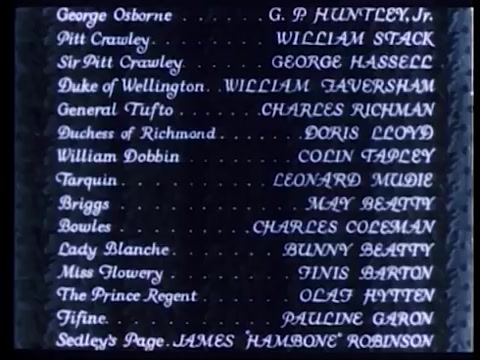 George Osborne . . . . . . . . G. P. HUNTLEY, Jr.
Pitt Crawley . . . . . . . . . WILLIAM STACK
Sir Pitt Crawley . . . . . . . GEORGE HASSELL
Duke of Wellington . . WILLIAM FAVERSHAM
General Tufto . . . . . . CHARLES RICHMAN
Duchess of Richmond . . . . . . DORIS LLOYD
William Dobbin . . . . . . . . COLIN TAPLEY
Tarquin . . . . . . . . . . LEONARD MUDIE
Briggs . . . . . . . . . . . . MAY BEATTY
Bowles . . . . . . . . . CHARLES COLEMAN
Lady Blanche . . . . . . . . BUNNY BEATTY
Miss Flowery . . . . . . . . . FINIS BARTON
The Prince Regent . . . . . . . OLAF HYTTEN
Fifine . . . . . . . . . . . PAULINE GARON
Sedley's Page . JAMES "HAMBONE" ROBINSON